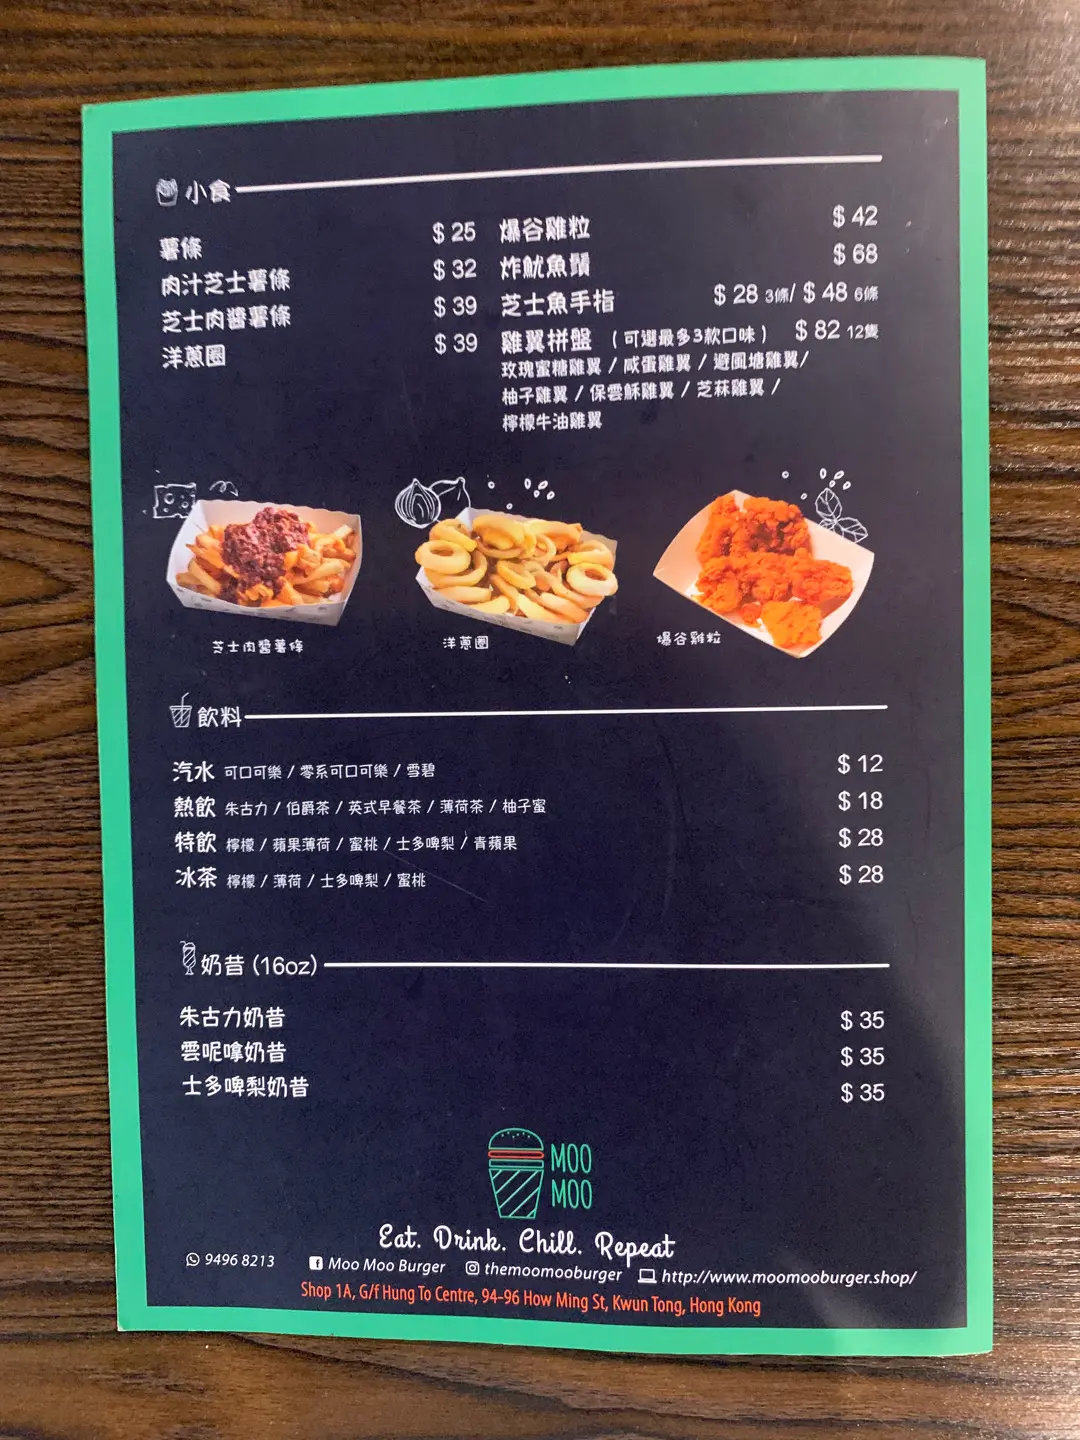 小食
薯條 $ 25
肉汁芝士薯條 $ 32
芝士肉醬薯條 $ 39
洋蔥圈 $ 39
爆谷雞粒 $ 42
炸魷魚鬚 $ 68
芝士魚手指 $ 28 3條/ $ 48 6條
雞翼拼盤 (可選最多3款口味) $ 82 12隻
玫瑰蜜糖雞翼 / 咸蛋雞翼 / 避風塘雞翼/
柚子雞翼 / 保雲穌雞翼 / 芝蔴雞翼 /
檸檬牛油雞翼
芝士肉醬薯條
洋蔥圈
爆谷雞粒
飲料
汽水 可口可樂 / 零系可口可樂 / 雪碧 $ 12
熱飲 朱古力 / 伯爵茶 / 英式早餐茶 / 薄荷茶 / 柚子蜜 $ 18
特飲 檸檬 / 蘋果薄荷 / 蜜桃 / 士多啤梨 / 青蘋果 $ 28
冰茶 檸檬 / 薄荷 / 士多啤梨 / 蜜桃 $ 28
奶昔 (16oz)
朱古力奶昔 $ 35
雲呢嗱奶昔 $ 35
士多啤梨奶昔 $ 35
MOO
MOO
Eat. Drink. Chill. Repeat
9496 8213 Moo Moo Burger themoomooburger http://www.moomooburger.shop/
Shop 1A, G/f Hung To Centre, 94-96 How Ming St, Kwun Tong, Hong Kong